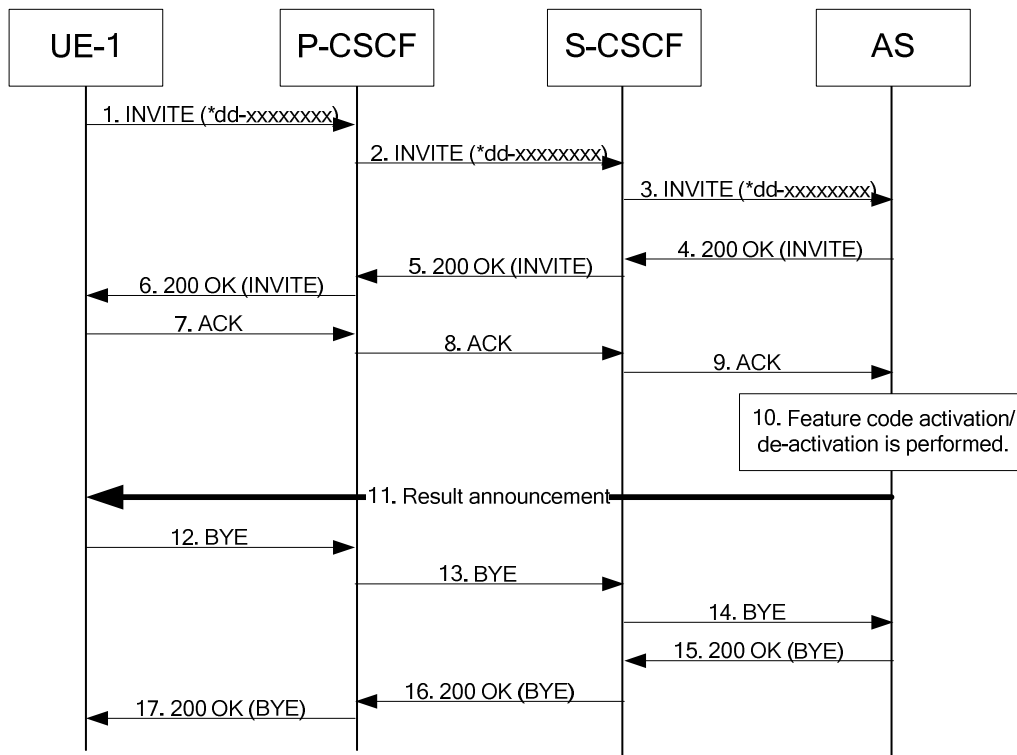 UE-1
P-CSCF
S-CSCF
AS
1. INVITE (*dd-xxxxxxxx)
2. INVITE (*dd-xxxxxxxx)
3. INVITE (*dd-xxxxxxxx)
4. 200 OK (INVITE)
5. 200 OK (INVITE)
6. 200 OK (INVITE)
7. ACK
8. ACK
9. ACK
10. Feature code activation/
de-activation is performed.
11. Result announcement
12. BYE
13. BYE
14. BYE
15. 200 OK (BYE)
16. 200 OK (BYE)
17. 200 OK (BYE)